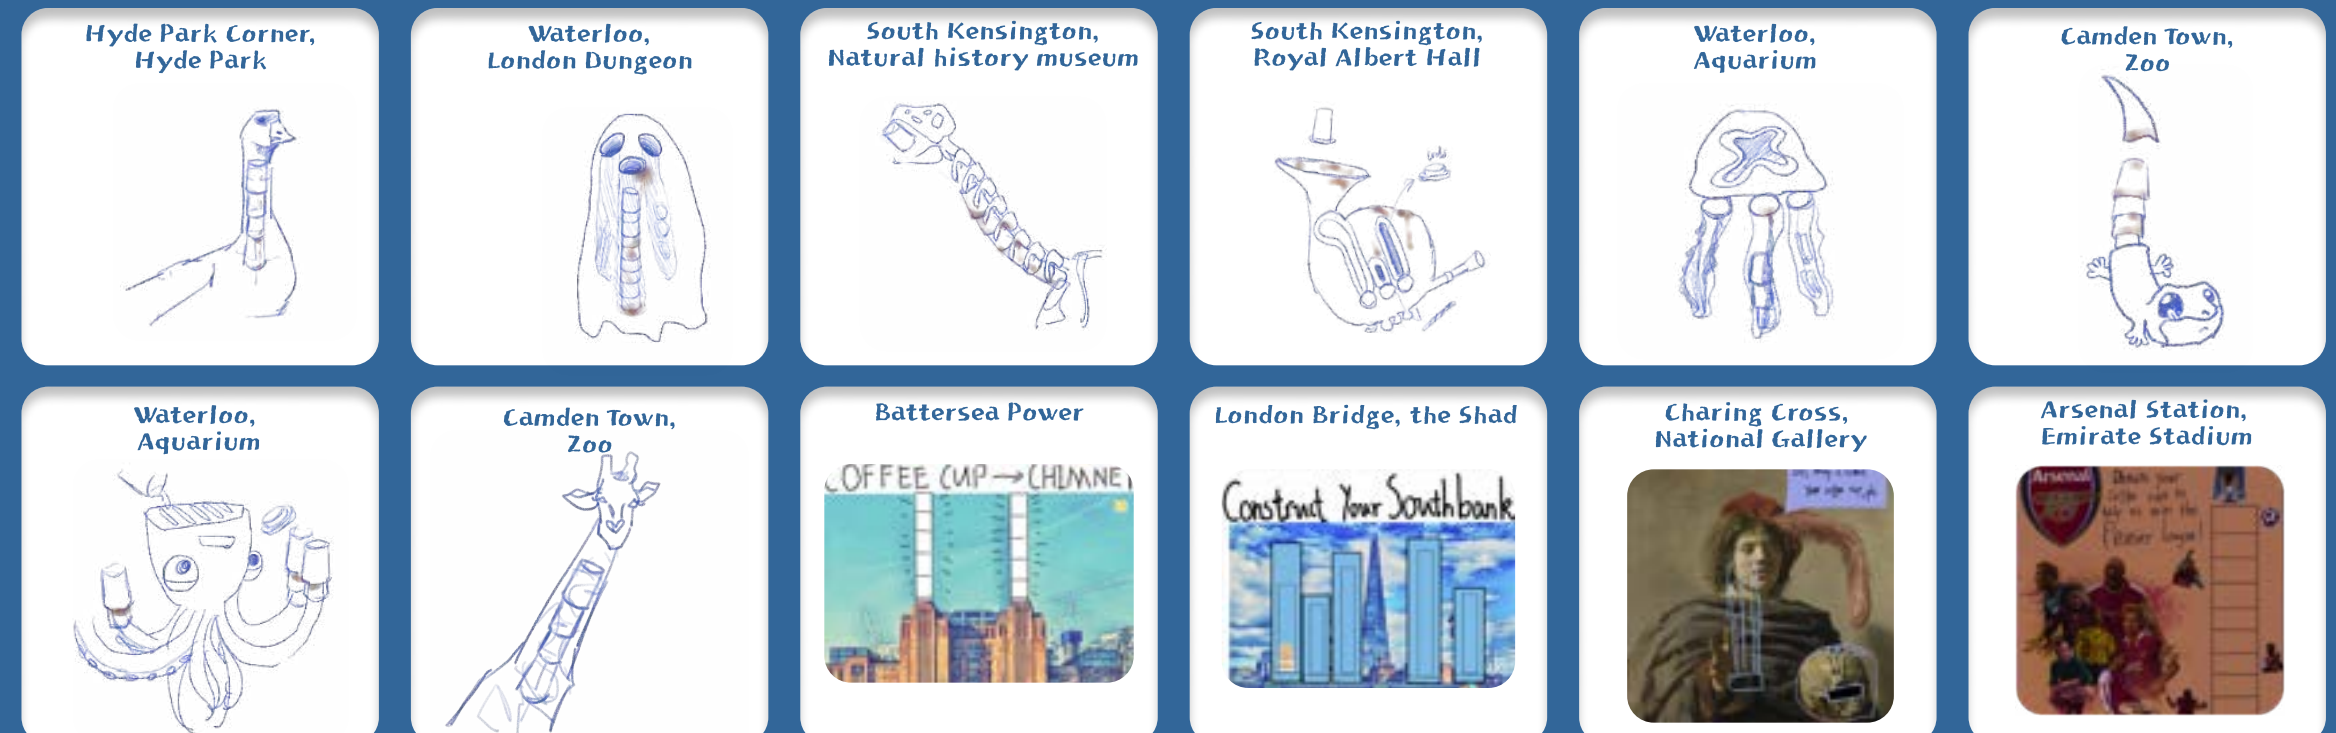 Hyde Park Corner,
Hyde Park
Waterloo,
London Dungeon
South Kensington,
Natural history museum
South Kensington,
Royal Albert Hall
Waterloo,
Aquarium
Camden Town,
Zoo
Waterloo,
Aquarium
Camden Town,
Zoo
Battersea Power
OFFEE CUP → CHIMNE
London Bridge, the Shad
Construct Your Southbank
Charing Cross,
National Gallery
Arsenal Station,
Emirate Stadium
Arsenal